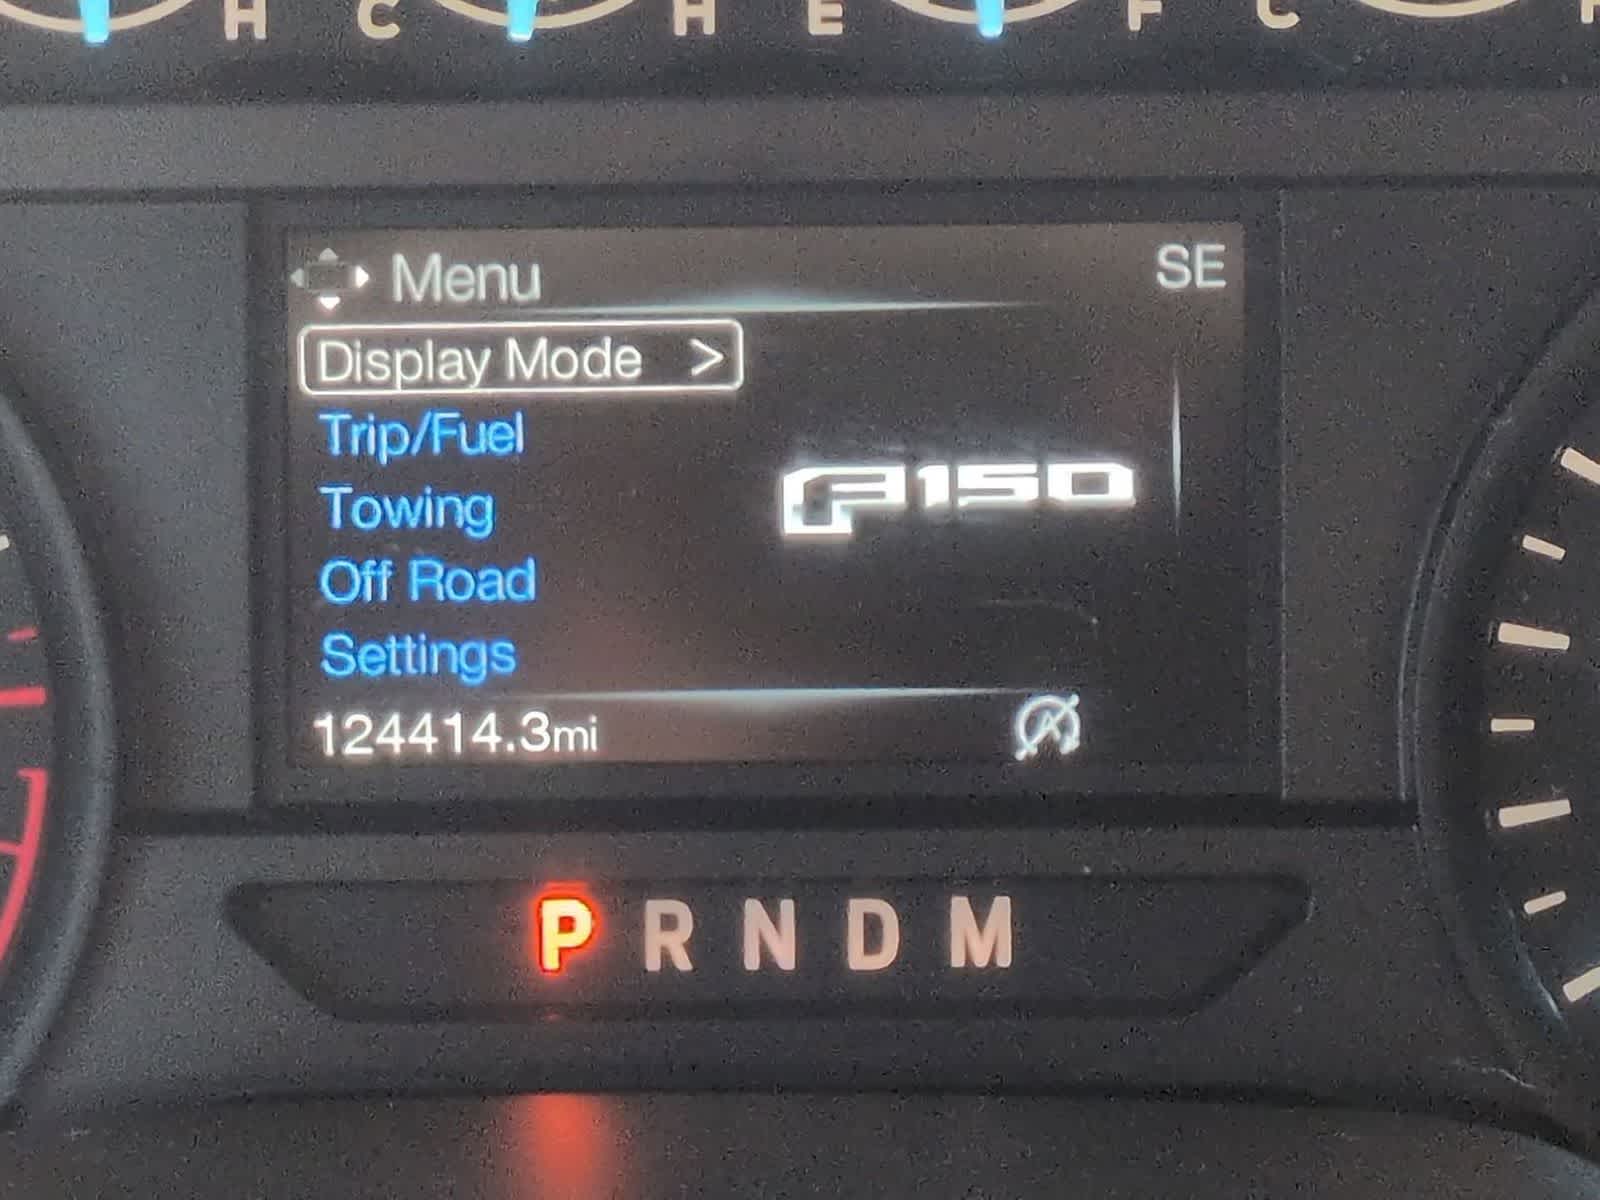 H C H E F C
Menu SE
Display Mode >
Trip/Fuel
F150
Towing
Off Road
Settings
124414.3mi A
P R N D M